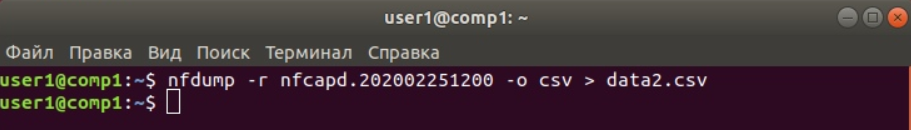 user1@comp1: ~
Файл Правка Вид Поиск Терминал Справка
user1@comp1:~$ nfdump -r nfcapd.202002251200 -o csv > data2.csv
user1@comp1:~$